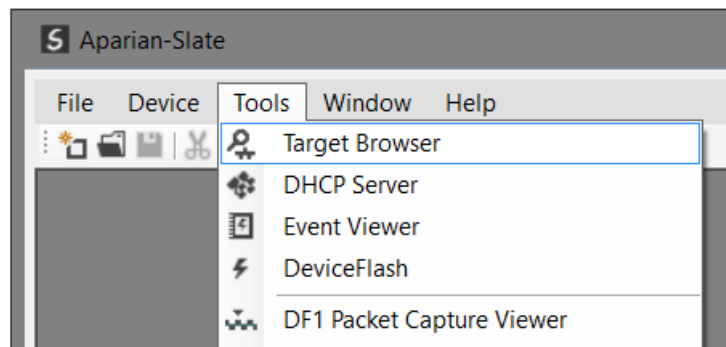 Aparian-Slate
File Device Tools Window Help
Target Browser
DHCP Server
Event Viewer
DeviceFlash
DF1 Packet Capture Viewer